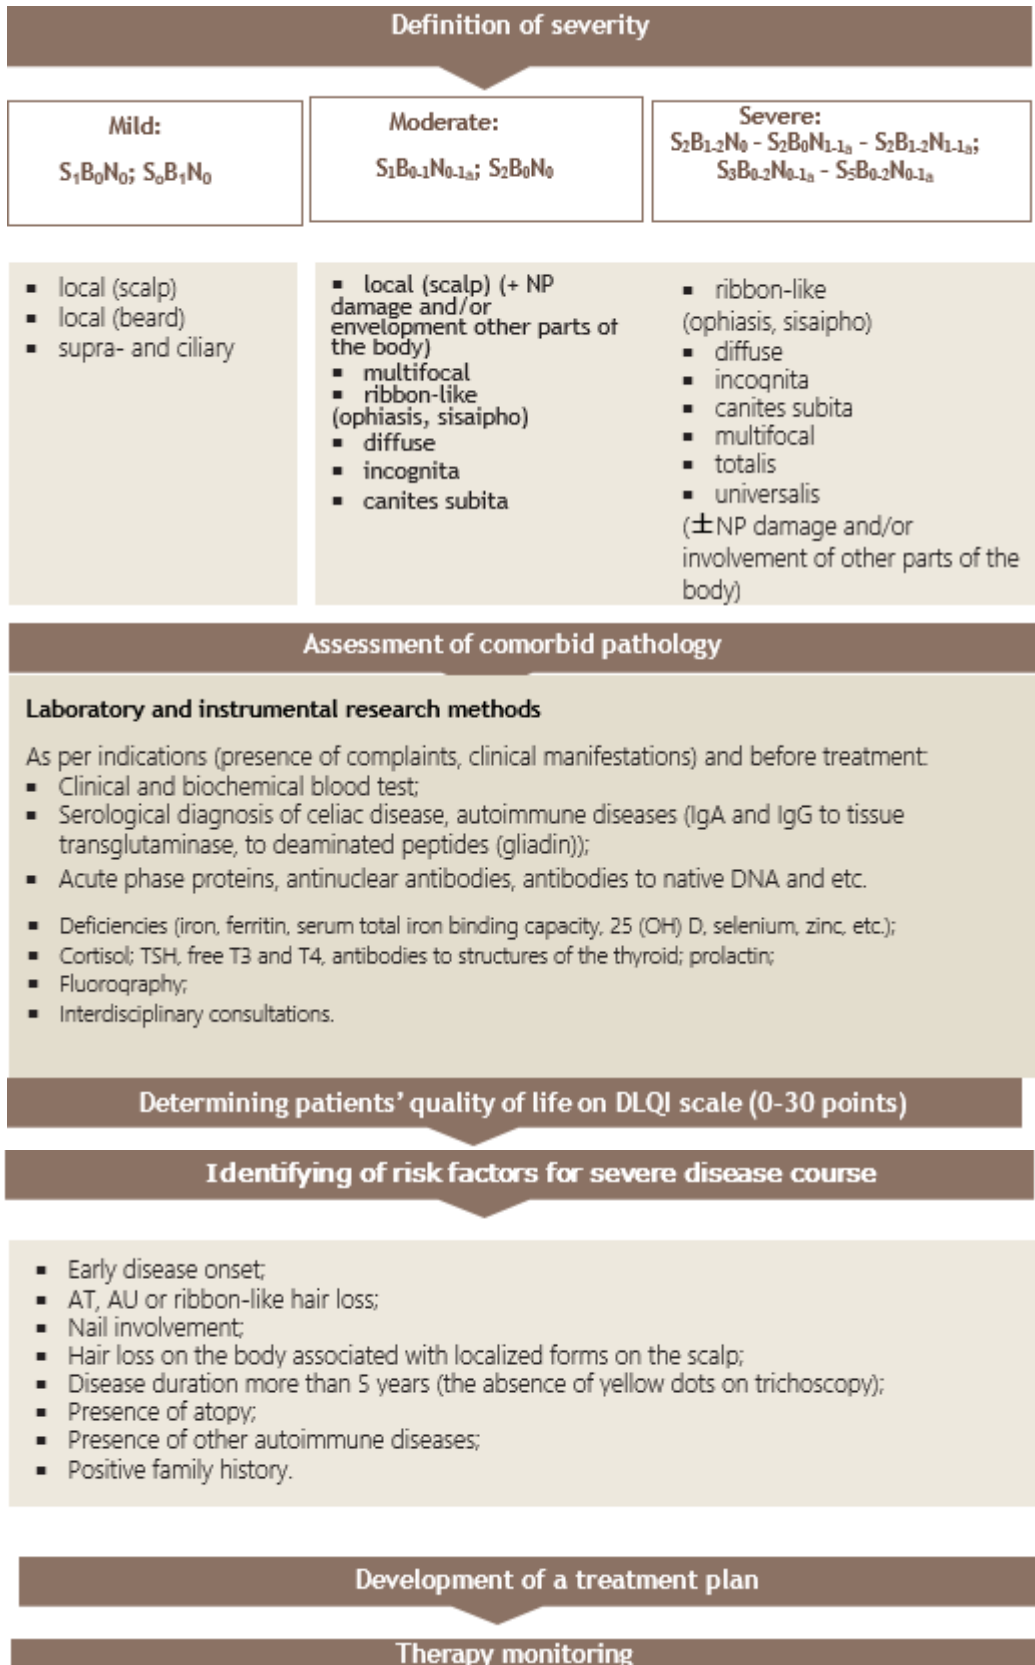 Definition of severity
Mild:
S₁B₀N₀; SₒB₁N₀
Moderate:
S₁B₀₋₁N₀₋₁ₐ; S₂B₀N₀
Severe:
S₂B₁₋₂N₀ - S₂B₀N₁₋₁ₐ - S₂B₁₋₂N₁₋₁ₐ;
S₃B₀₋₂N₀₋₁ₐ - S₅B₀₋₂N₀₋₁ₐ
▪ local (scalp)
▪ local (beard)
▪ supra- and ciliary
▪ local (scalp) (+ NP
damage and/or
envelopment other parts of
the body)
▪ multifocal
▪ ribbon-like
(ophiasis, sisaipho)
▪ diffuse
▪ incognita
▪ canites subita
▪ ribbon-like
(ophiasis, sisaipho)
▪ diffuse
▪ incoqnita
▪ canites subita
▪ multifocal
▪ totalis
▪ universalis
(±NP damage and/or
involvement of other parts of the
body)
Assessment of comorbid pathology
Laboratory and instrumental research methods
As per indications (presence of complaints, clinical manifestations) and before treatment:
▪ Clinical and biochemical blood test;
▪ Serological diagnosis of celiac disease, autoimmune diseases (IgA and IgG to tissue
transglutaminase, to deaminated peptides (gliadin));
▪ Acute phase proteins, antinuclear antibodies, antibodies to native DNA and etc.
▪ Deficiencies (iron, ferritin, serum total iron binding capacity, 25 (OH) D, selenium, zinc, etc.);
▪ Cortisol; TSH, free T3 and T4, antibodies to structures of the thyroid; prolactin;
▪ Fluoroqraphy;
▪ Interdisciplinary consultations.
Determining patients’ quality of life on DLQI scale (0-30 points)
Identifying of risk factors for severe disease course
▪ Early disease onset;
▪ AT, AU or ribbon-like hair loss;
▪ Nail involvement;
▪ Hair loss on the body associated with localized forms on the scalp;
▪ Disease duration more than 5 years (the absence of yellow dots on trichoscopy);
▪ Presence of atopy;
▪ Presence of other autoimmune diseases;
▪ Positive family history.
Development of a treatment plan
Therapy monitoring